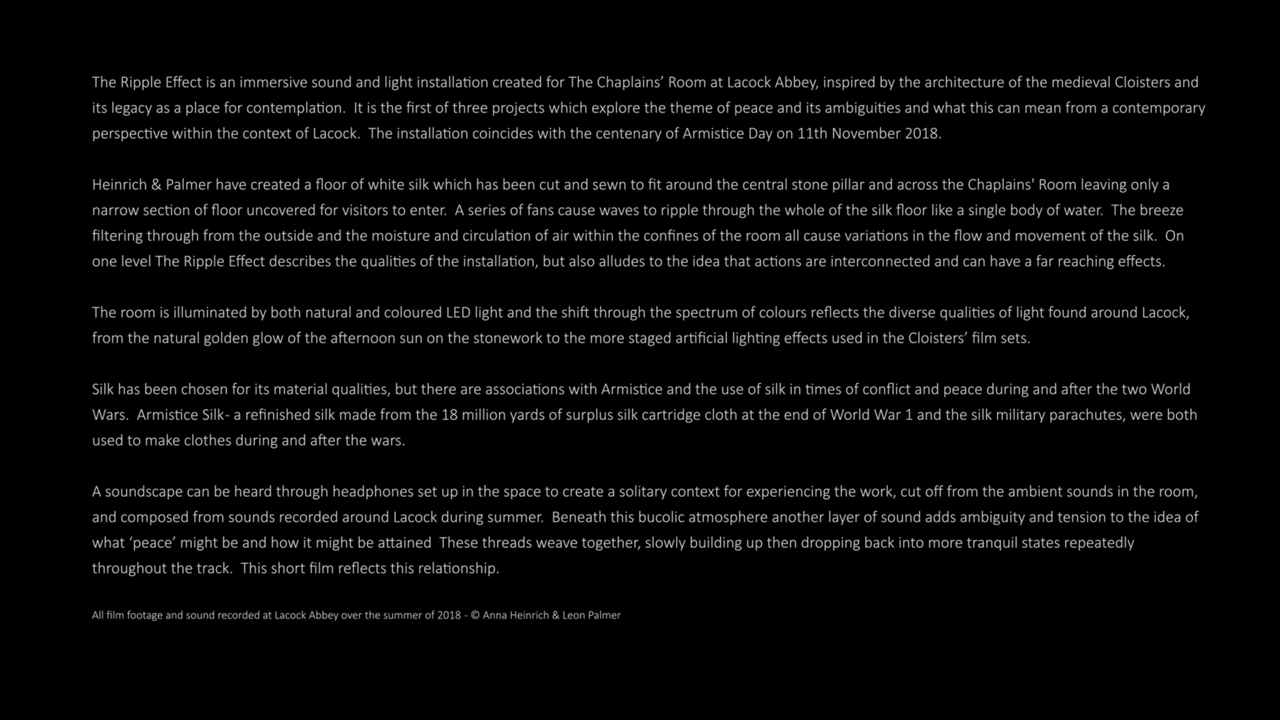 The Ripple Effect is an immersive sound and light installation created for The Chaplains’ Room at Lacock Abbey, inspired by the architecture of the medieval Cloisters and
its legacy as a place for contemplation.  It is the first of three projects which explore the theme of peace and its ambiguities and what this can mean from a contemporary
perspective within the context of Lacock.  The installation coincides with the centenary of Armistice Day on 11th November 2018.
Heinrich & Palmer have created a floor of white silk which has been cut and sewn to fit around the central stone pillar and across the Chaplains' Room leaving only a
narrow section of floor uncovered for visitors to enter.  A series of fans cause waves to ripple through the whole of the silk floor like a single body of water.  The breeze
filtering through from the outside and the moisture and circulation of air within the confines of the room all cause variations in the flow and movement of the silk.  On
one level The Ripple Effect describes the qualities of the installation, but also alludes to the idea that actions are interconnected and can have a far reaching effects.
The room is illuminated by both natural and coloured LED light and the shift through the spectrum of colours reflects the diverse qualities of light found around Lacock,
from the natural golden glow of the afternoon sun on the stonework to the more staged artificial lighting effects used in the Cloisters’ film sets.
Silk has been chosen for its material qualities, but there are associations with Armistice and the use of silk in times of conflict and peace during and after the two World
Wars.  Armistice Silk- a refinished silk made from the 18 million yards of surplus silk cartridge cloth at the end of World War 1 and the silk military parachutes, were both
used to make clothes during and after the wars.
A soundscape can be heard through headphones set up in the space to create a solitary context for experiencing the work, cut off from the ambient sounds in the room,
and composed from sounds recorded around Lacock during summer.  Beneath this bucolic atmosphere another layer of sound adds ambiguity and tension to the idea of
what ‘peace’ might be and how it might be attained  These threads weave together, slowly building up then dropping back into more tranquil states repeatedly
throughout the track.  This short film reflects this relationship.
All film footage and sound recorded at Lacock Abbey over the summer of 2018 - © Anna Heinrich & Leon Palmer